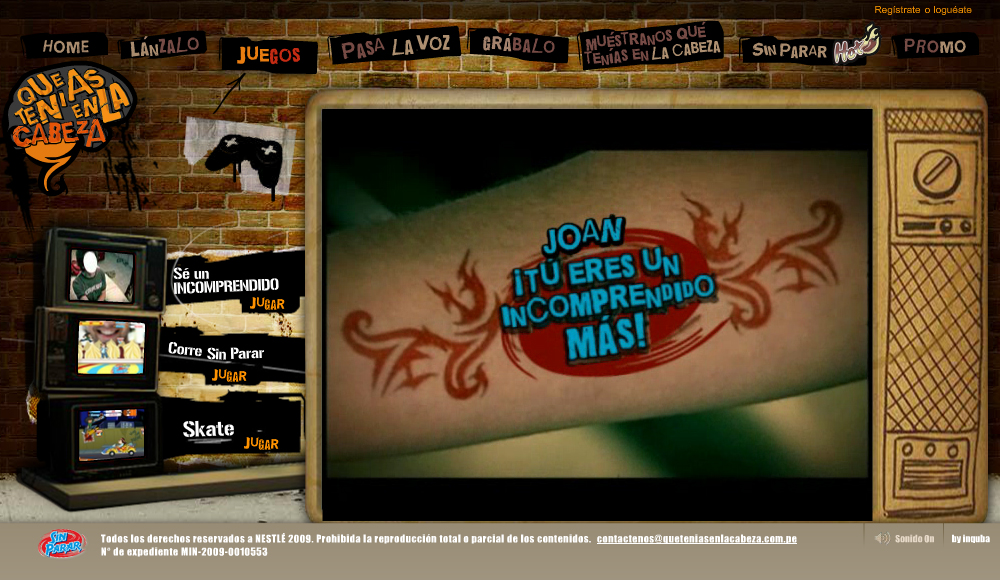 Regístrate o loguéate
HOME
LÁNZALO
JUEGOS
PASA LA VOZ
GRÁBALO
MUÉSTRANOS QUÉ
TENÍAS EN LA CABEZA
SIN PARAR Hot
PROMO
QUE
TENIAS
EN LA
CABEZA
Sé un
INCOMPRENDIDO
JUGAR
Corre Sin Parar
JUGAR
Skate
JUGAR
JOAN
¡TÚ ERES UN
INCOMPRENDIDO
MÁS!
SIN
PARAR
Todos los derechos reservados a NESTLÉ 2009. Prohibida la reproducción total o parcial de los contenidos. contactenos@queteniasenlacabeza.com.pe
N° de expediente MIN-2009-0010553
Sonido On
by inquba